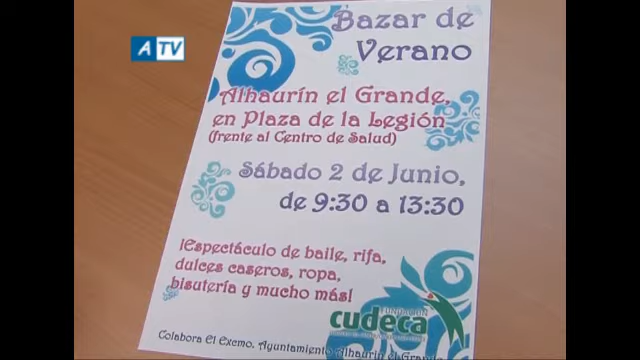 ATV
Bazar de
Verano
Alhaurín el Grande,
en Plaza de la Legión
(frente al Centro de Salud)
Sábado 2 de Junio,
de 9:30 a 13:30
¡Espectáculo de baile, rifa,
dulces caseros, ropa,
bisutería y mucho más!
FUNDACIÓN
cudeca
Colabora El Excmo. Ayuntamiento Alhaurín el Grande